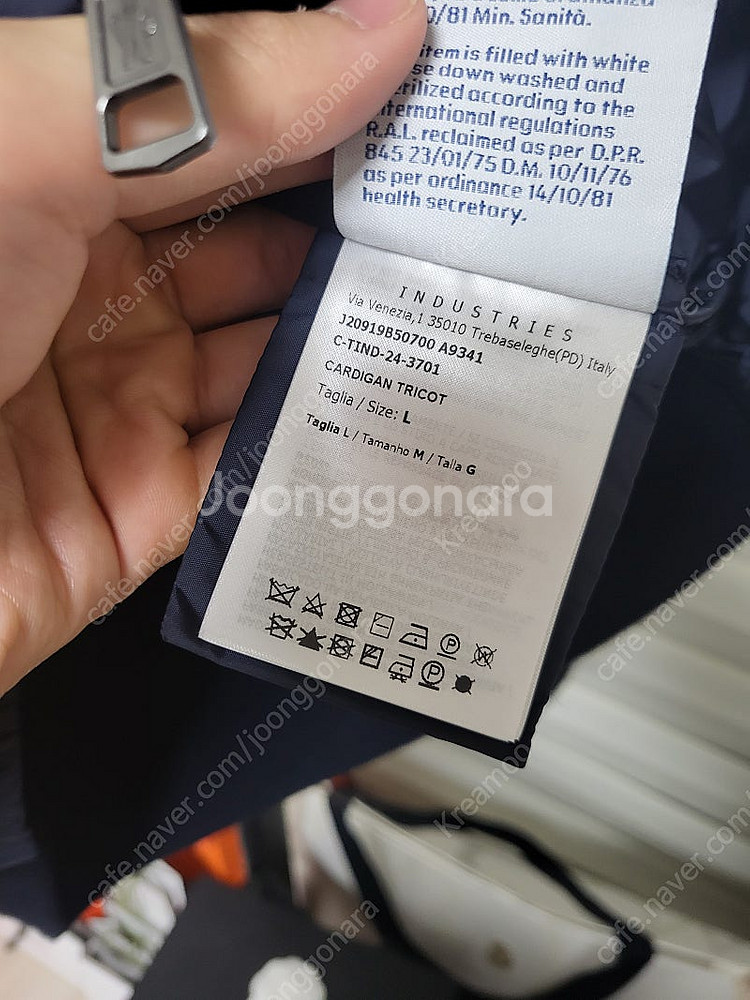 0/81 Min. Sanità.
item is filled with white
se down washed and
rilized according to the
ternational regulations
R.A.L. reclaimed as per D.P.R.
845 23/01/75 D.M. 10/11/76
as per ordinance 14/10/81
health secretary.
INDUSTRIES
Via Venezia,1 35010 Trebaseleghe(PD) Italy
J20919B50700 A9341
C-TIND-24-3701
CARDIGAN TRICOT
Taglia / Size: L
Taglia L / Tamanho M / Talla G
Joonggonara
cafe.naver.com/joonggonara
Kreamooo